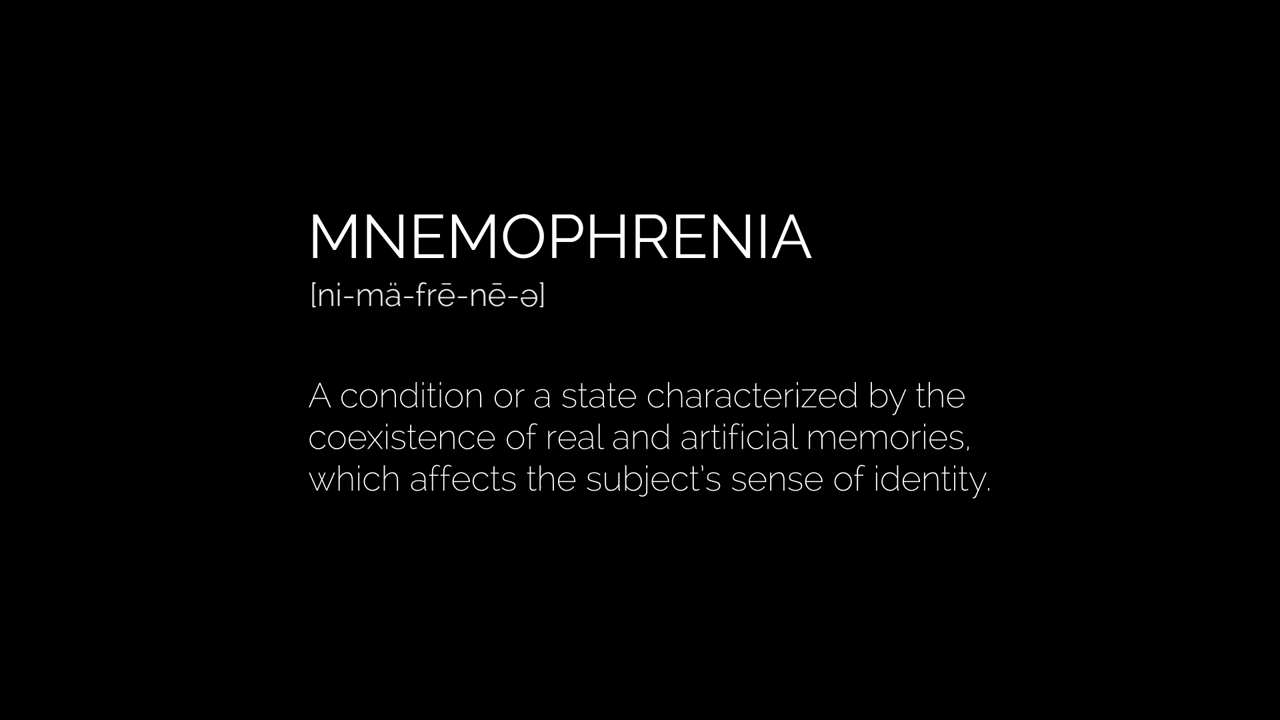 MNEMOPHRENIA
[ni-mä-frē-nē-ə]
A condition or a state characterized by the
coexistence of real and artificial memories,
which affects the subject's sense of identity.